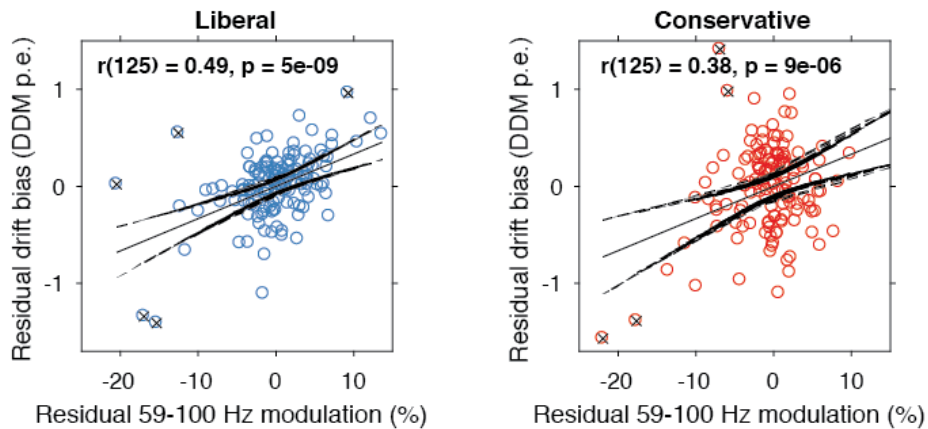 Liberal
Residual drift bias (DDM p.e.)
r(125) = 0.49, p = 5e-09
1
0
-1
-20 -10 0 10
Residual 59-100 Hz modulation (%)
Conservative
Residual drift bias (DDM p.e.)
r(125) = 0.38, p = 9e-06
1
0
-1
-20 -10 0 10
Residual 59-100 Hz modulation (%)